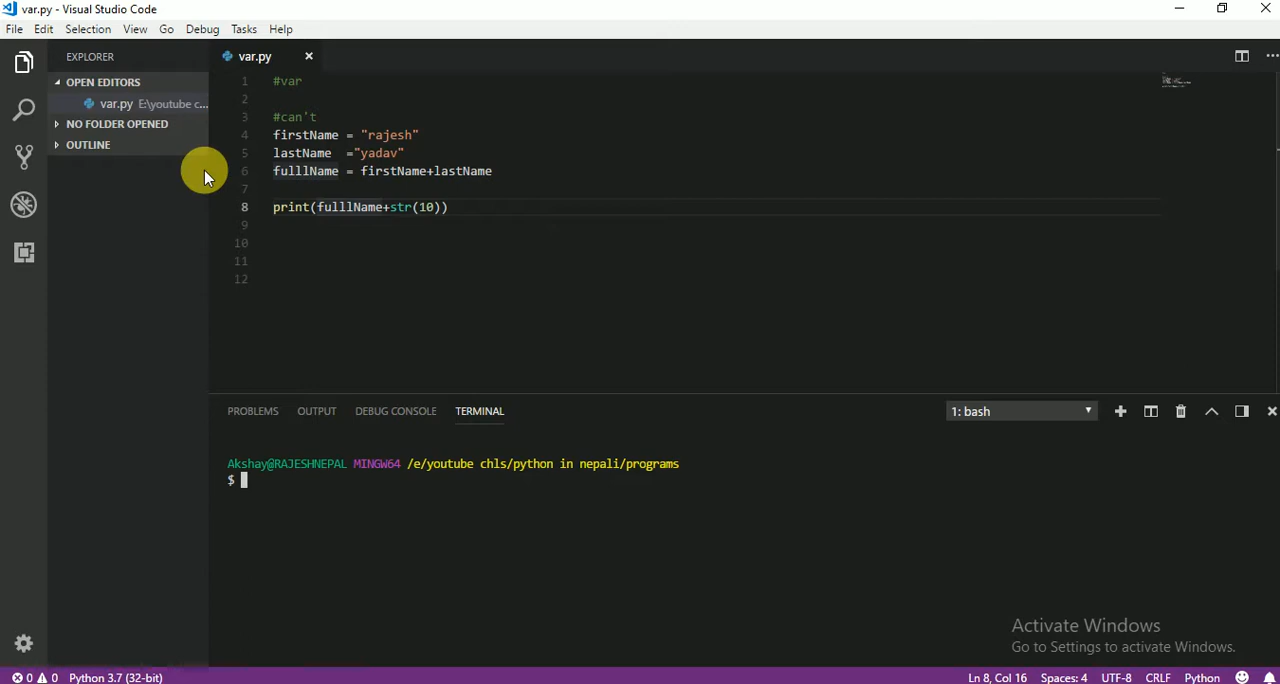 var.py - Visual Studio Code
File Edit Selection View Go Debug Tasks Help
EXPLORER
OPEN EDITORS
var.py E\youtube c...
NO FOLDER OPENED
OUTLINE
var.py
1 #var
2
3 #can't
4 firstName = "rajesh"
5 lastName ="yadav"
6 fulllName = firstName+lastName
7
8 print(fulllName+str(10))
9
10
11
12
PROBLEMS OUTPUT DEBUG CONSOLE TERMINAL 1: bash
Akshay@RAJESHNEPAL MINGW64 /e/youtube chls/python in nepali/programs
$
Activate Windows
Go to Settings to activate Windows.
0 0 Python 3.7 (32-bit) Ln 8, Col 16 Spaces: 4 UTF-8 CRLF Python